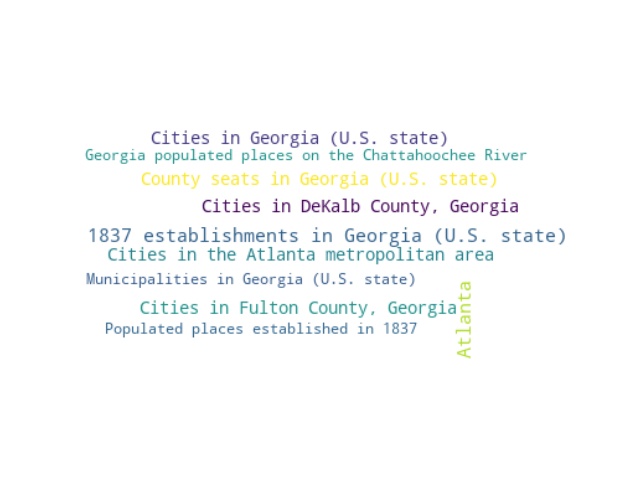 Cities in Georgia (U.S. state)
Georgia populated places on the Chattahoochee River
County seats in Georgia (U.S. state)
Cities in DeKalb County, Georgia
1837 establishments in Georgia (U.S. state)
Cities in the Atlanta metropolitan area
Municipalities in Georgia (U.S. state)
Cities in Fulton County, Georgia
Populated places established in 1837
Atlanta